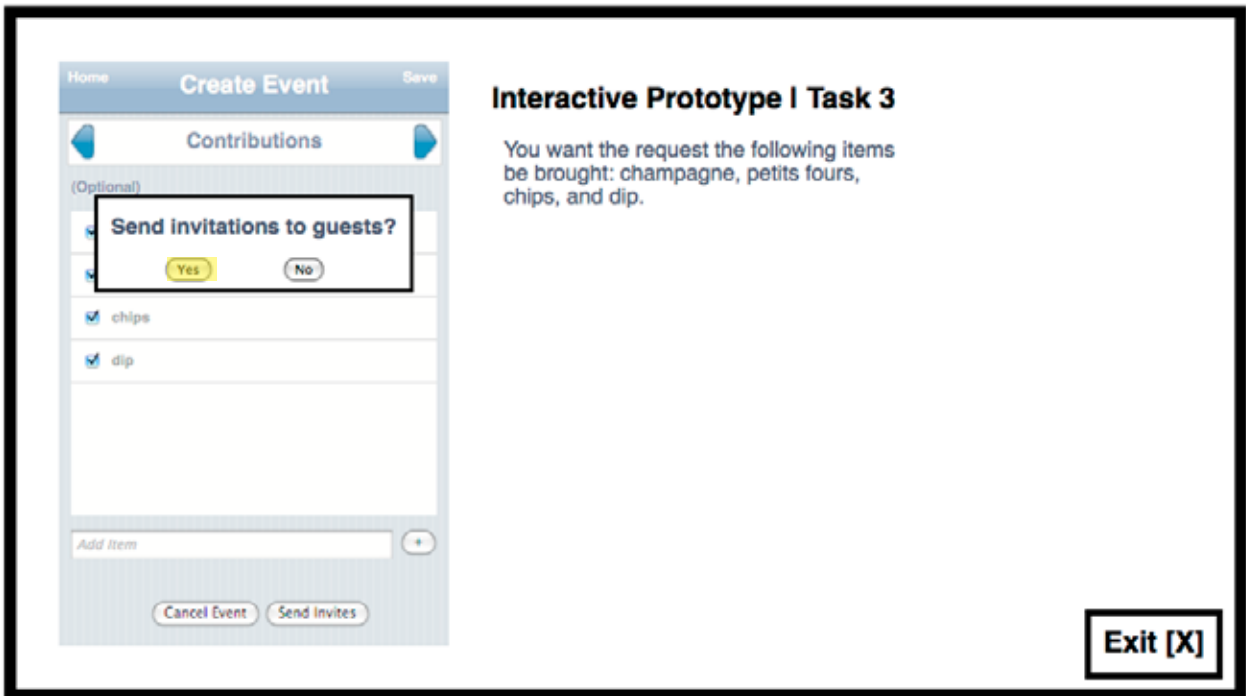 Home Create Event Save
Contributions
(Optional)
Send invitations to guests?
Yes No
chips
dip
Add Item +
Cancel Event Send Invites
Interactive Prototype | Task 3
You want the request the following items
be brought: champagne, petits fours,
chips, and dip.
Exit [X]